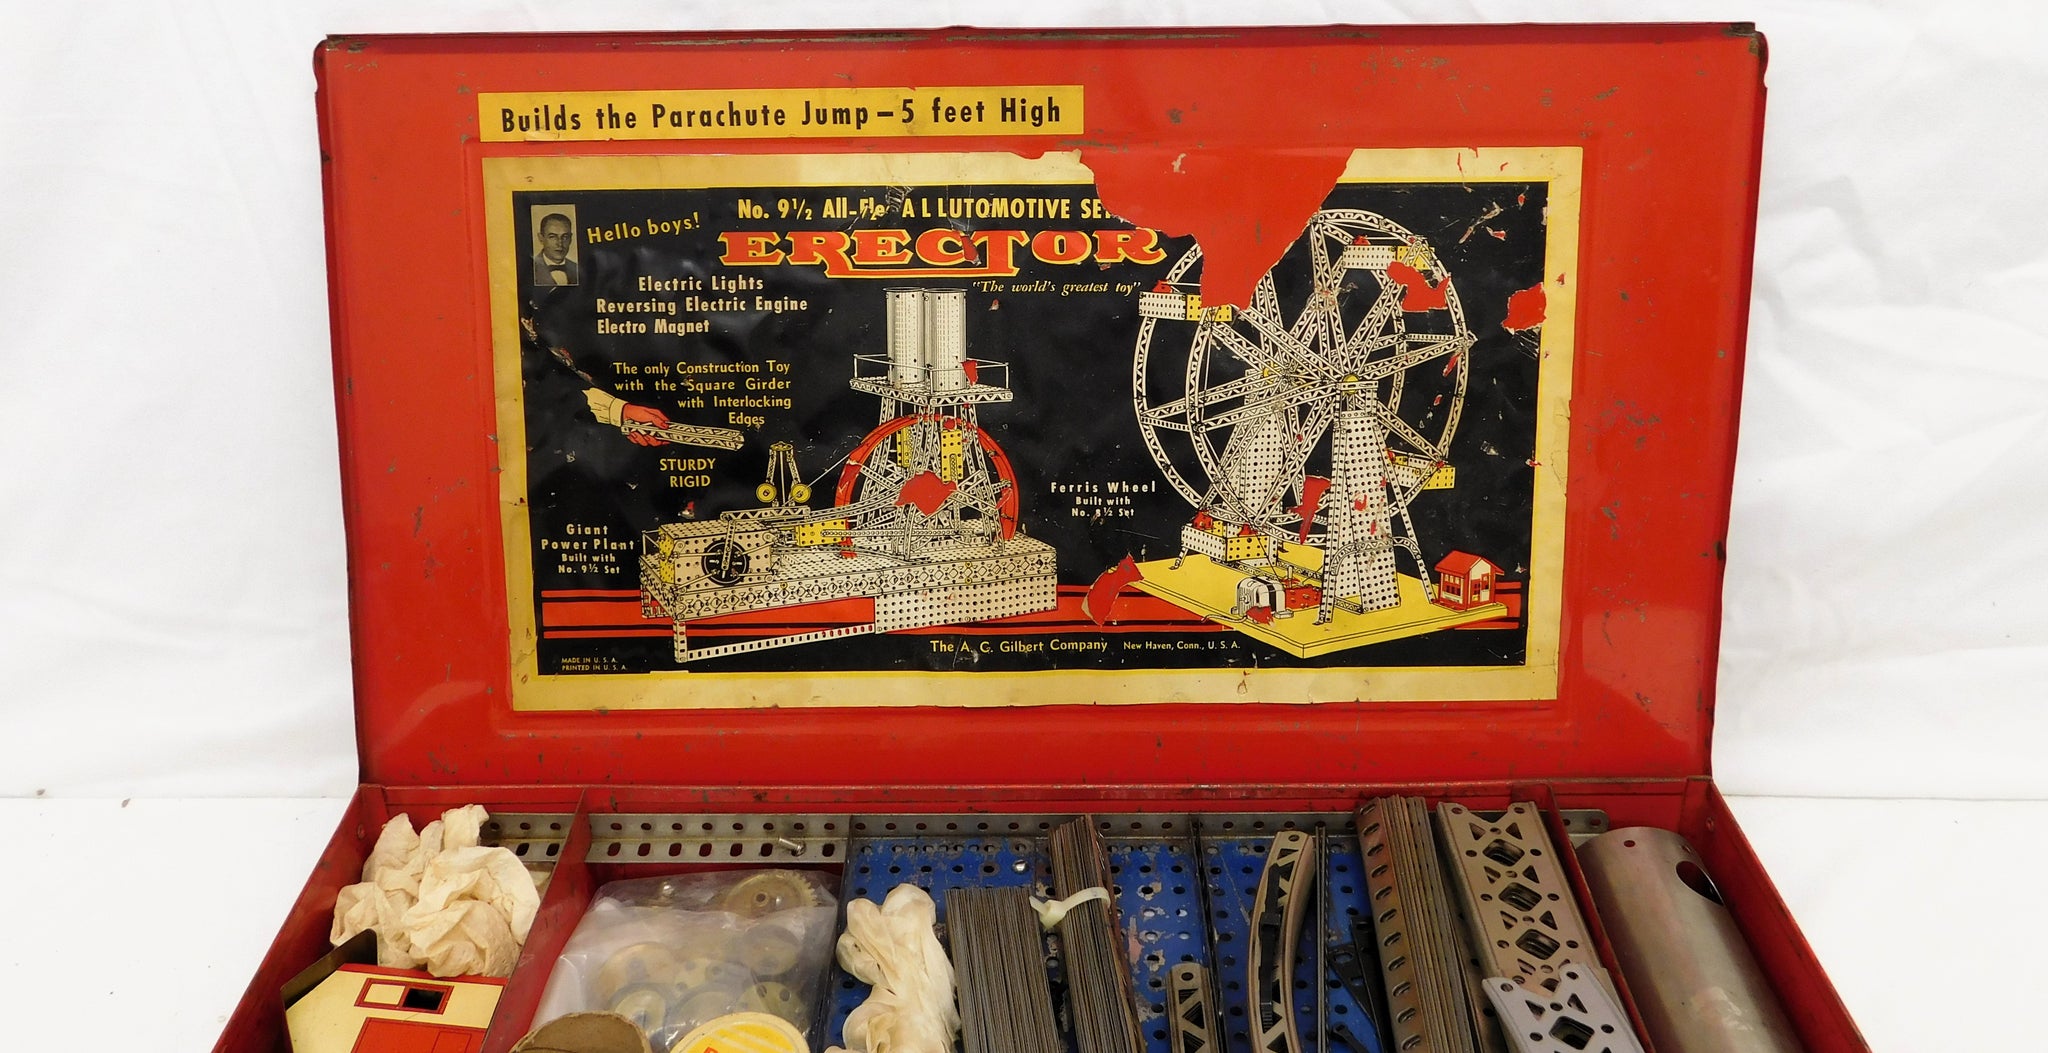 Builds the Parachute Jump – 5 feet High
No. 9½ All-Ele A L LUTOMOTIVE SE
Hello boys!
ERECTOR
"The world's greatest toy"
Electric Lights
Reversing Electric Engine
Electro Magnet
The only Construction Toy
with the Square Girder
with Interlocking
Edges
STURDY
RIGID
Giant
Power Plant
Built with
No. 9½ Set
Ferris Wheel
Built with
No. 8½ Set
The A. C. Gilbert Company New Haven, Conn., U. S. A.
MADE IN U. S. A.
PRINTED IN U. S. A.